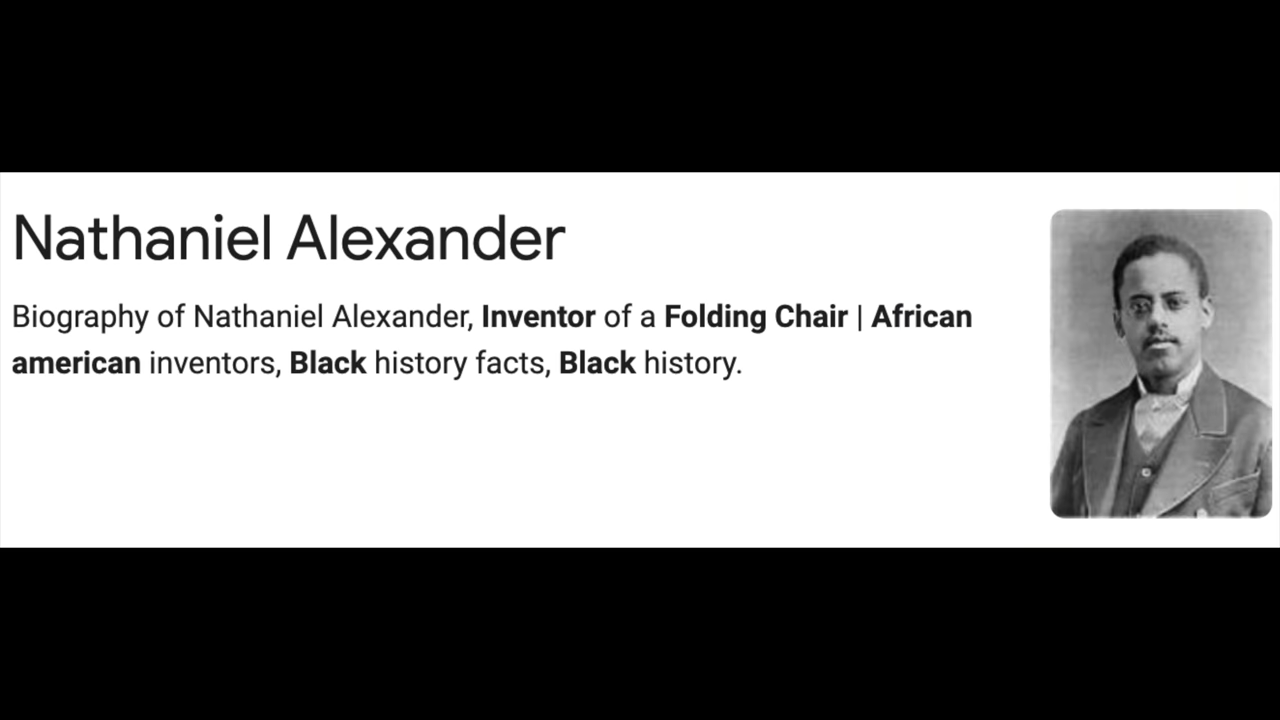 Nathaniel Alexander
Biography of Nathaniel Alexander, Inventor of a Folding Chair | African
american inventors, Black history facts, Black history.